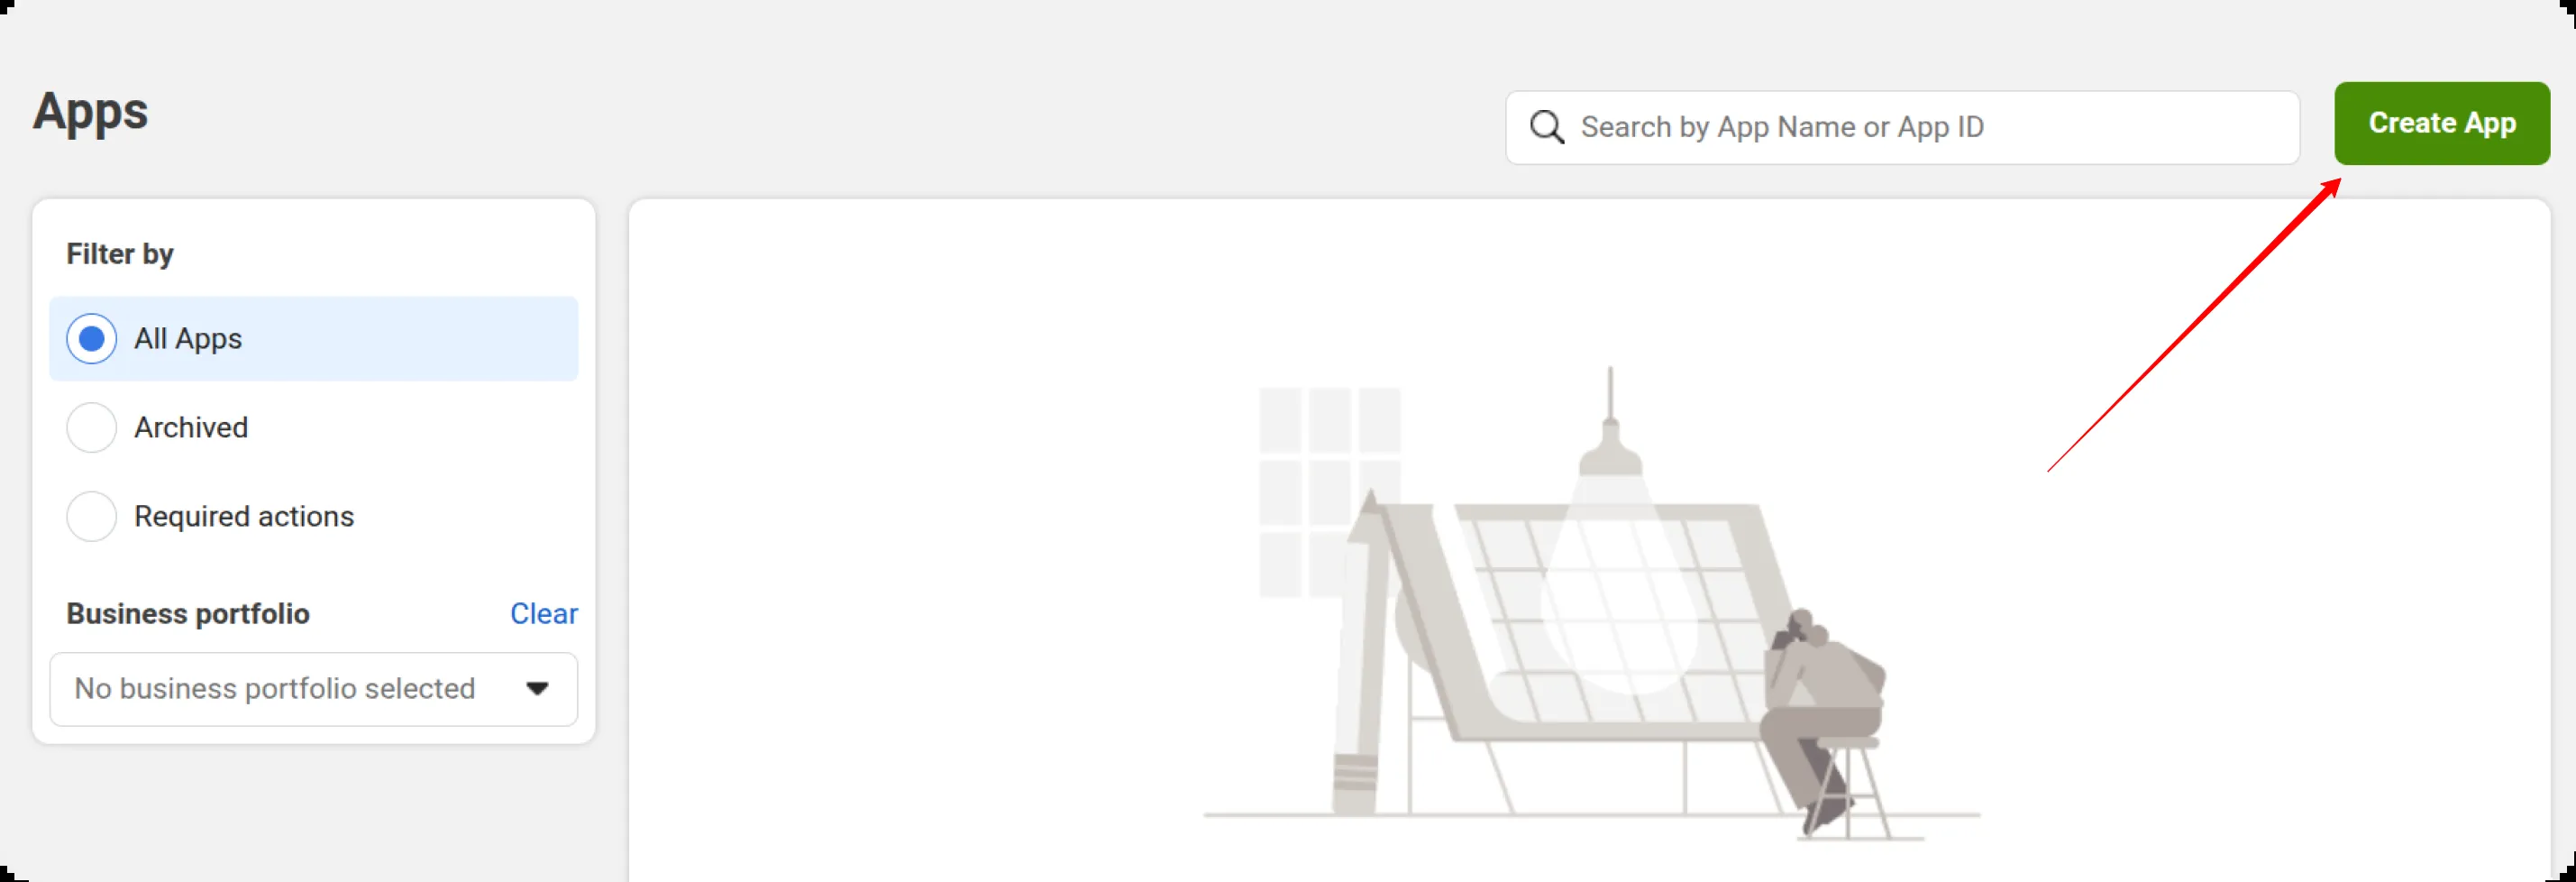 Apps
Search by App Name or App ID
Create App
Filter by
All Apps
Archived
Required actions
Business portfolio
Clear
No business portfolio selected